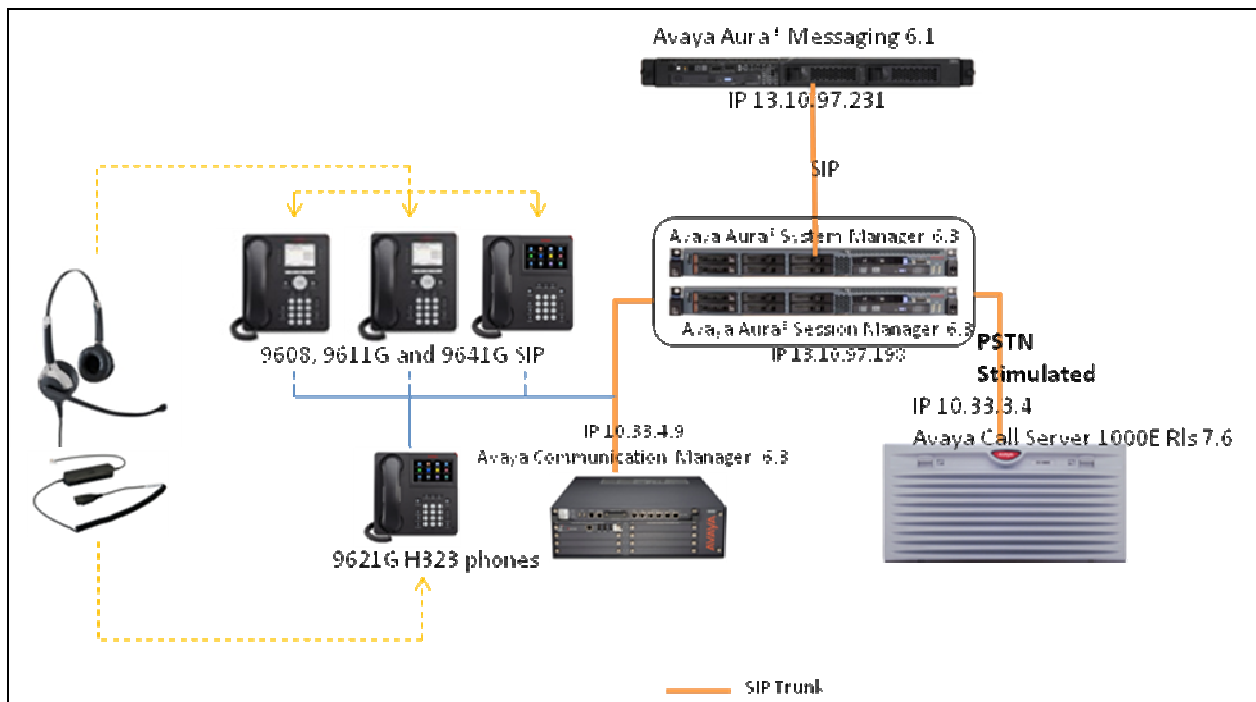 Avaya Aura® Messaging 6.1
IP 13.10.97.231
SIP
Avaya Aura® System Manager 6.3
Avaya Aura® Session Manager 6.3
IP 13.10.97.198
PSTN
Stimulated
IP 10.33.3.4
Avaya Call Server 1000E Rls 7.6
9608, 9611G and 9641G SIP
IP 10.33.4.9
Avaya Communication Manager 6.3
AVAYA
9621G H323 phones
SIP Trunk